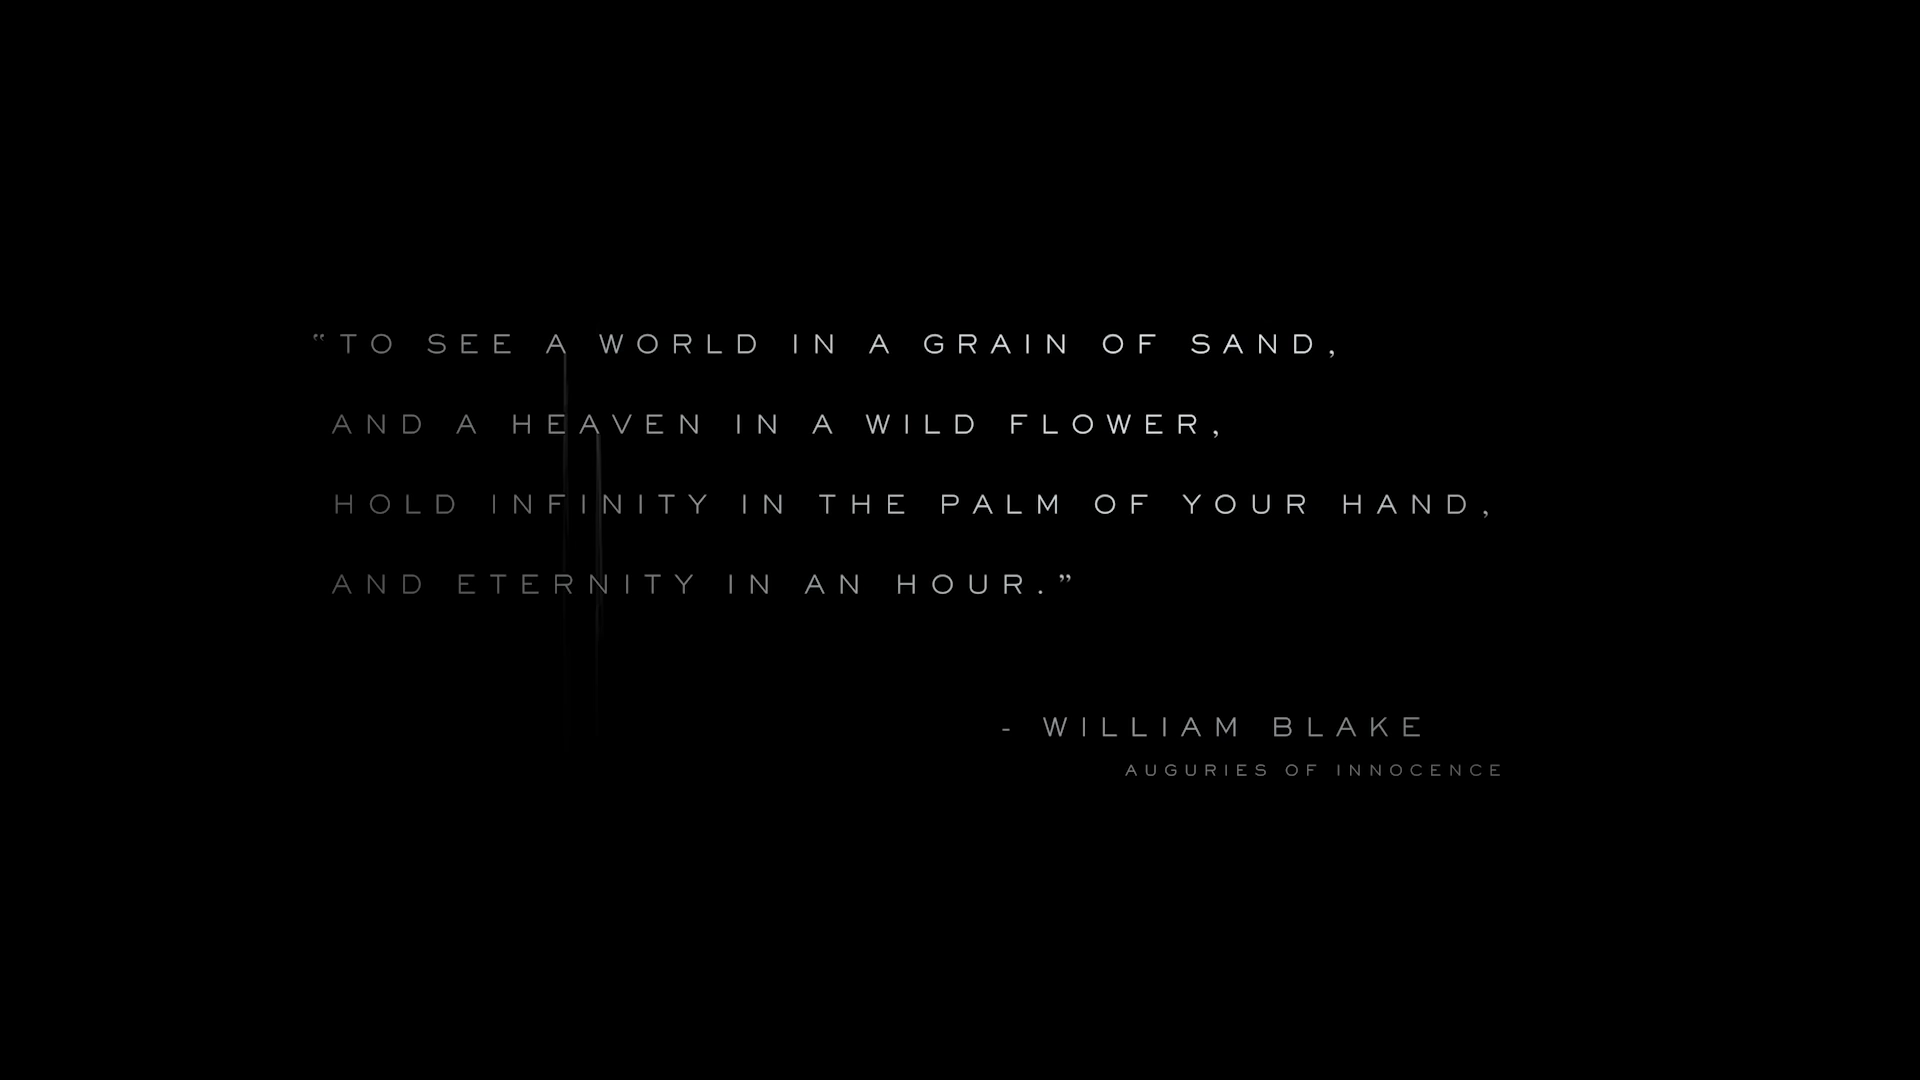 “TO SEE A WORLD IN A GRAIN OF SAND,
AND A HEAVEN IN A WILD FLOWER,
HOLD INFINITY IN THE PALM OF YOUR HAND,
AND ETERNITY IN AN HOUR.”
- WILLIAM BLAKE
AUGURIES OF INNOCENCE